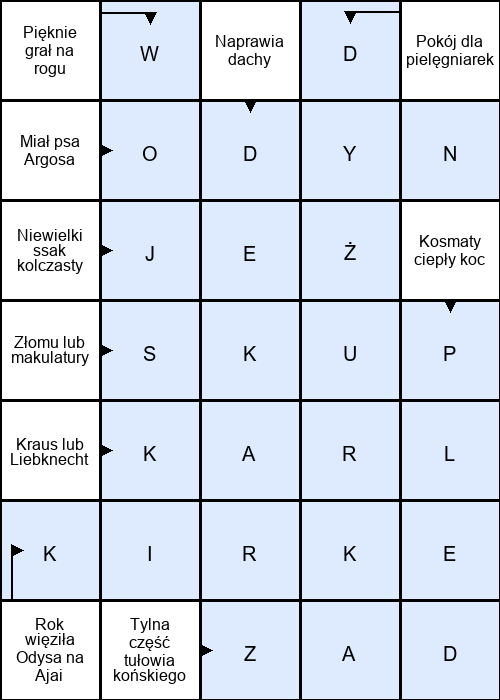 Pięknie
grał na
rogu
W
Naprawia
dachy
D
Pokój dla
pielęgniarek
Miał psa
Argosa
O D Y N
Niewielki
ssak
kolczasty
J E Ż
Kosmaty
ciepły koc
Złomu lub
makulatury
S K U P
Kraus lub
Liebknecht
K A R L
K I R K E
Rok
więziła
Odysa na
Ajai
Tylna
część
tułowia
końskiego
Z A D